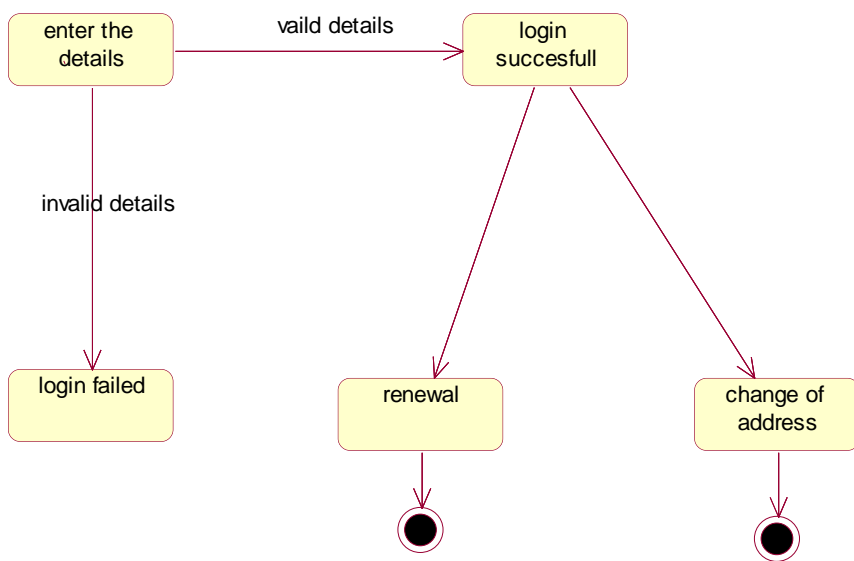 enter the
details
vaild details
login
succesfull
invalid details
login failed
renewal
change of
address